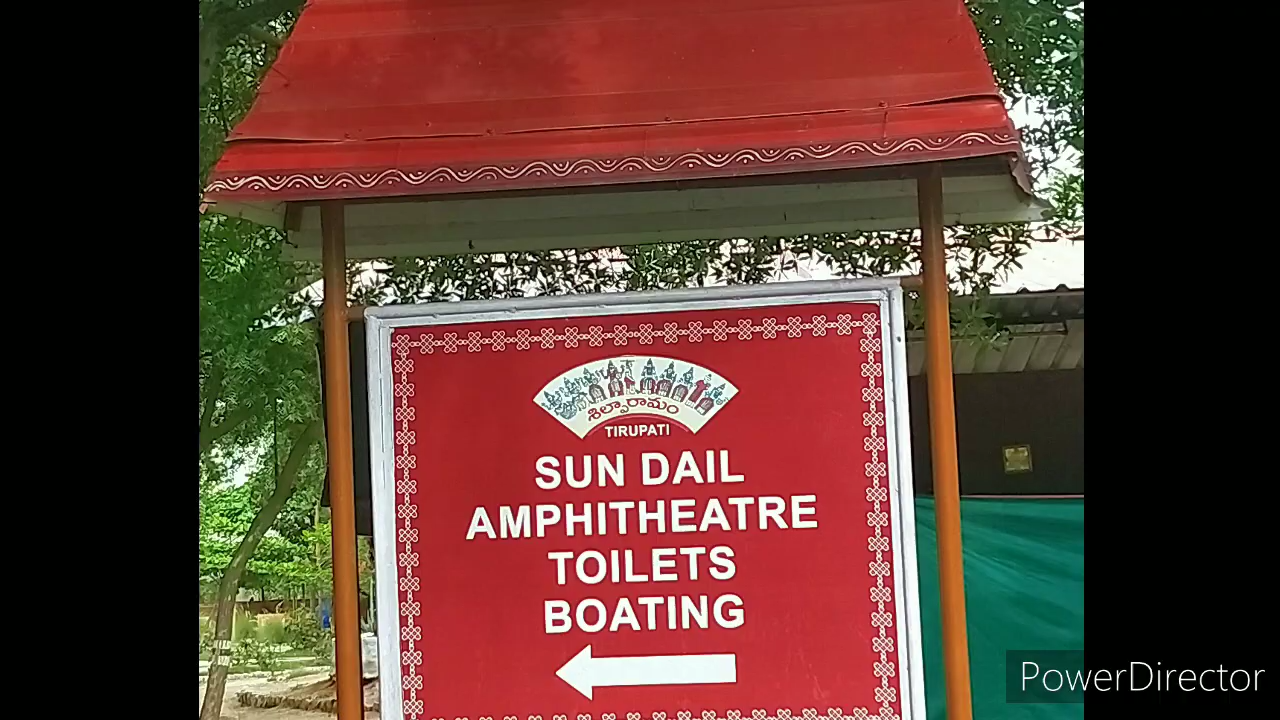 శిల్పారామం
TIRUPATI
SUN DAIL
AMPHITHEATRE
TOILETS
BOATING
PowerDirector